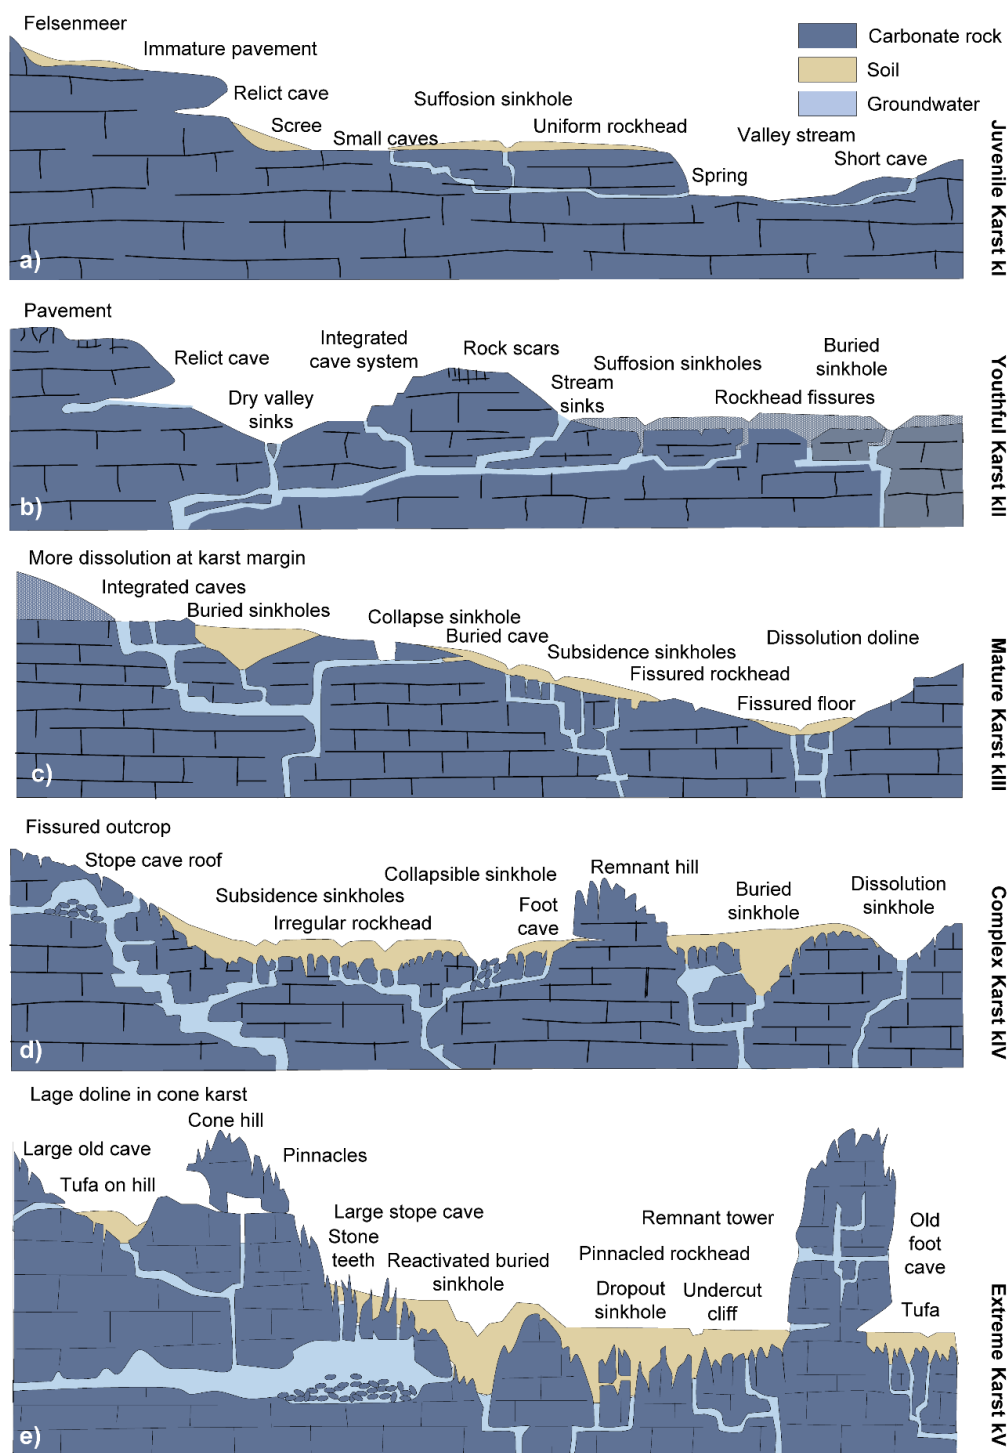 Felsenmeer
Immature pavement
Relict cave
Scree
Small caves
Suffosion sinkhole
Uniform rockhead
Spring
Valley stream
Short cave
Carbonate rock
Soil
Groundwater
a)
Juvenile Karst kI
Pavement
Relict cave
Dry valley
sinks
Integrated
cave system
Rock scars
Stream
sinks
Suffosion sinkholes
Rockhead fissures
Buried
sinkhole
b)
Youthful Karst kII
More dissolution at karst margin
Integrated caves
Buried sinkholes
Collapse sinkhole
Buried cave
Subsidence sinkholes
Fissured rockhead
Dissolution doline
Fissured floor
c)
Mature Karst kIII
Fissured outcrop
Stope cave roof
Subsidence sinkholes
Irregular rockhead
Collapsible sinkhole
Foot
cave
Remnant hill
Buried
sinkhole
Dissolution
sinkhole
d)
Complex Karst kIV
Lage doline in cone karst
Cone hill
Large old cave
Tufa on hill
Pinnacles
Large stope cave
Stone
teeth
Reactivated buried
sinkhole
Remnant tower
Pinnacled rockhead
Dropout
sinkhole
Undercut
cliff
Old
foot
cave
Tufa
e)
Extreme Karst kV